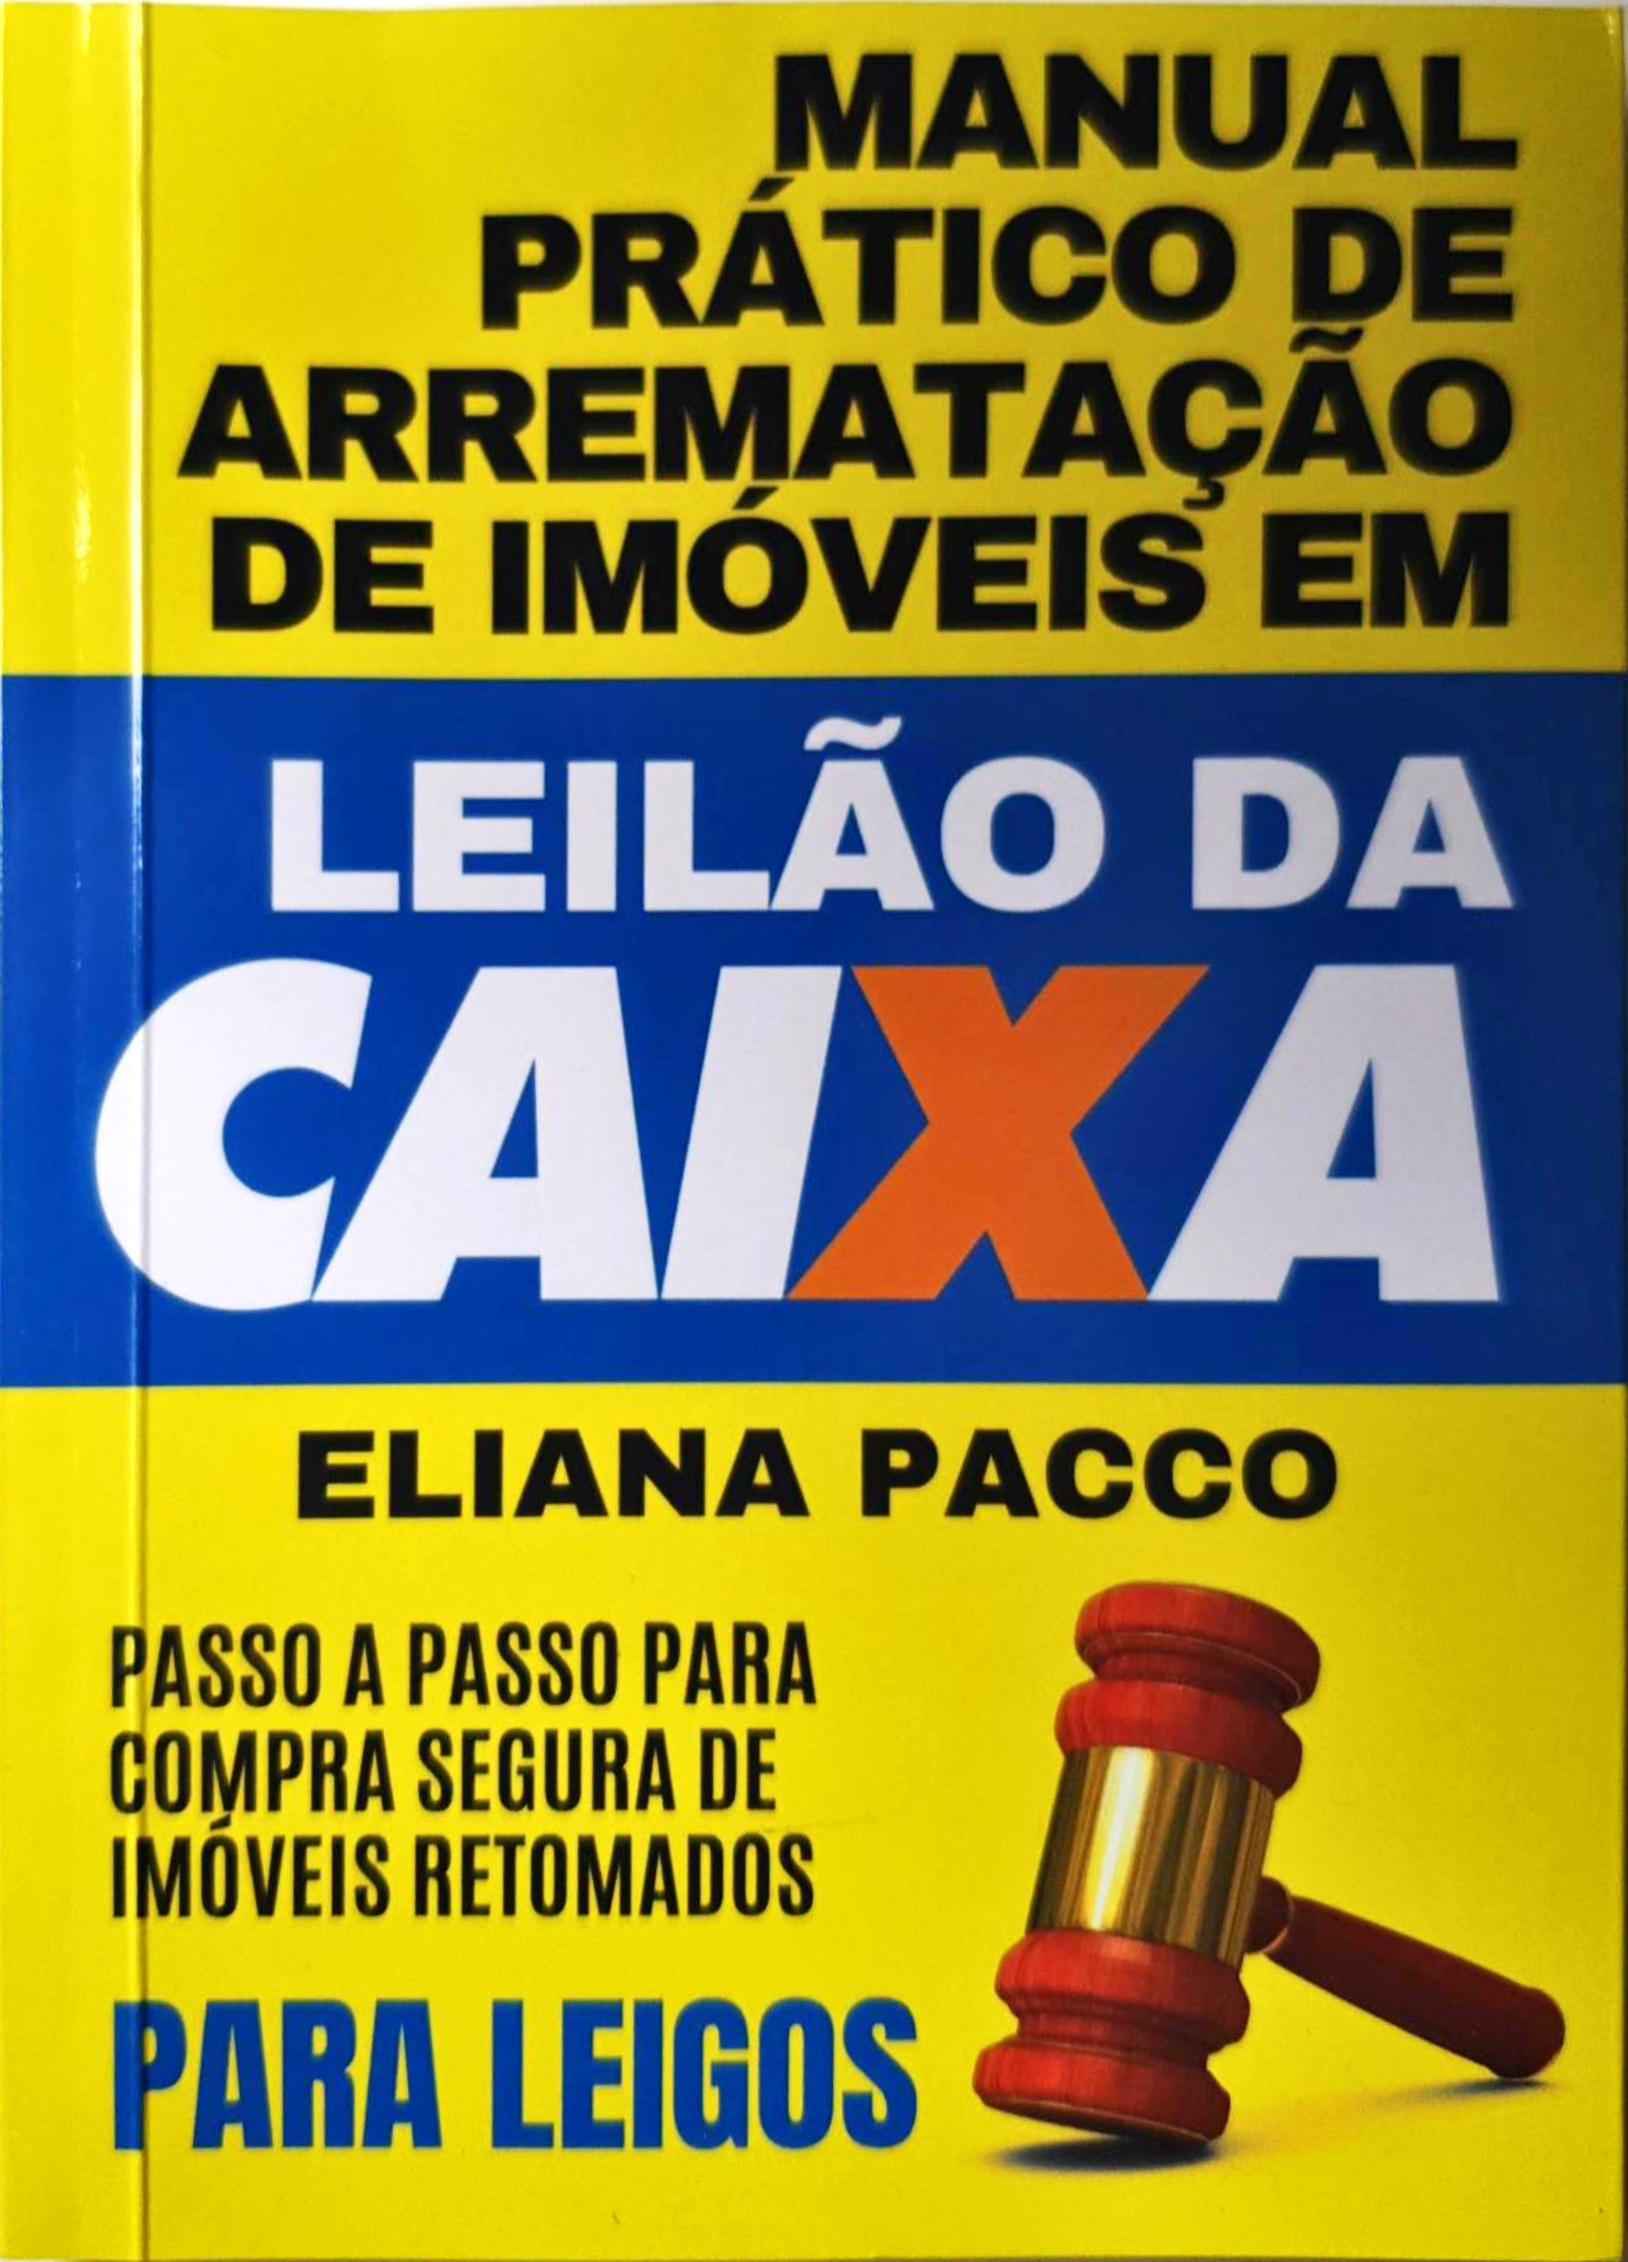 MANUAL
PRÁTICO DE
ARREMATAÇÃO
DE IMÓVEIS EM
LEILÃO DA
CAIXA
ELIANA PACCO
PASSO A PASSO PARA
COMPRA SEGURA DE
IMÓVEIS RETOMADOS
PARA LEIGOS